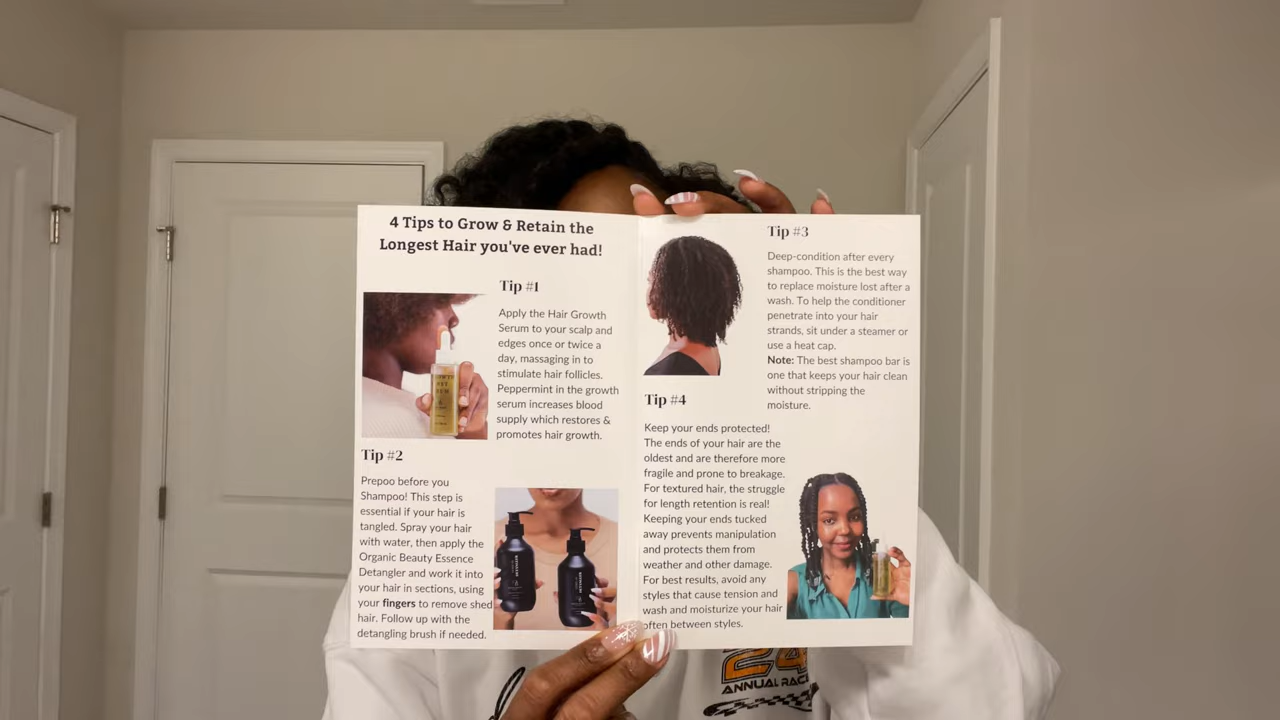 4 Tips to Grow & Retain the
Longest Hair you've ever had!
Tip #1
Apply the Hair Growth
Serum to your scalp and
edges once or twice a
day, massaging in to
stimulate hair follicles.
Peppermint in the growth
serum increases blood
supply which restores &
promotes hair growth.
Tip #2
Prepoo before you
Shampoo! This step is
essential if your hair is
tangled. Spray your hair
with water, then apply the
Organic Beauty Essence
Detangler and work it into
your hair in sections, using
your fingers to remove shed
hair. Follow up with the
detangling brush if needed.
Tip #3
Deep-condition after every
shampoo. This is the best way
to replace moisture lost after a
wash. To help the conditioner
penetrate into your hair
strands, sit under a steamer or
use a heat cap.
Note: The best shampoo bar is
one that keeps your hair clean
without stripping the
moisture.
Tip #4
Keep your ends protected!
The ends of your hair are the
oldest and are therefore more
fragile and prone to breakage.
For textured hair, the struggle
for length retention is real!
Keeping your ends tucked
away prevents manipulation
and protects them from
weather and other damage.
For best results, avoid any
styles that cause tension and
wash and moisturize your hair
often between styles.
24
ANNUAL RAC